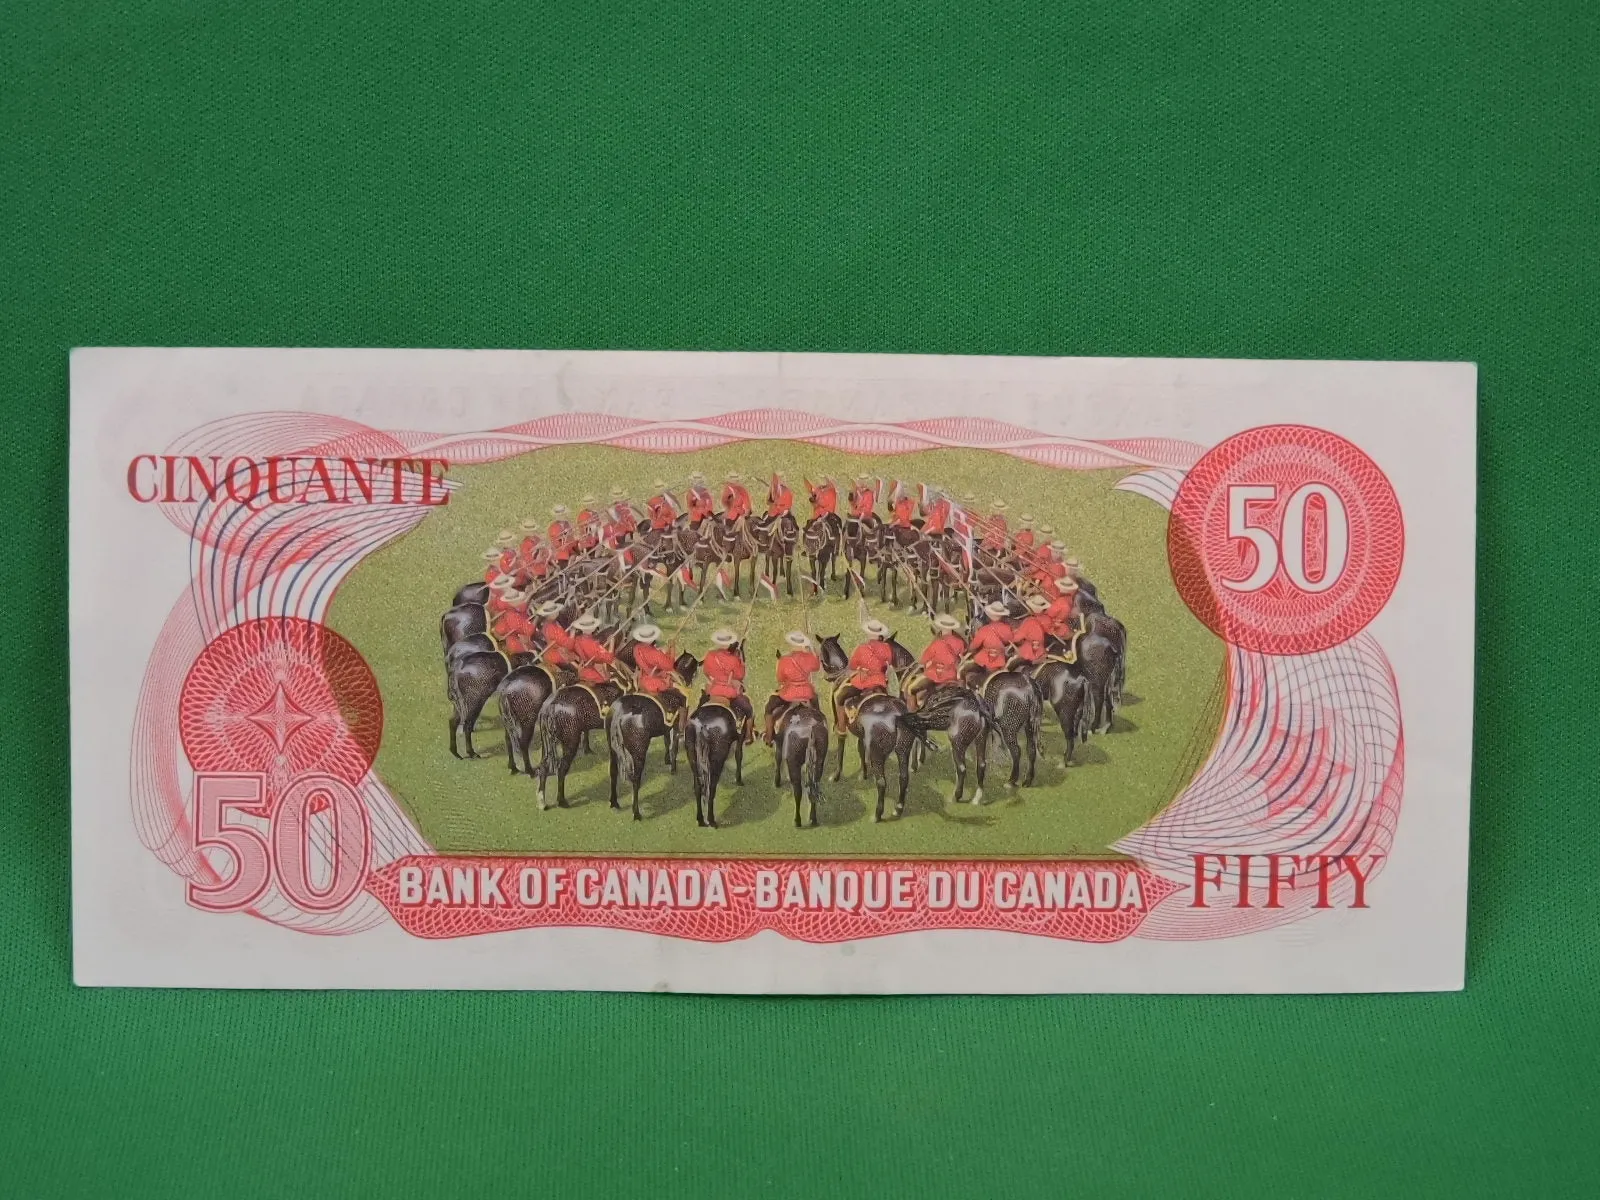 CINQUANTE
50
50
BANK OF CANADA-BANQUE DU CANADA
FIFTY